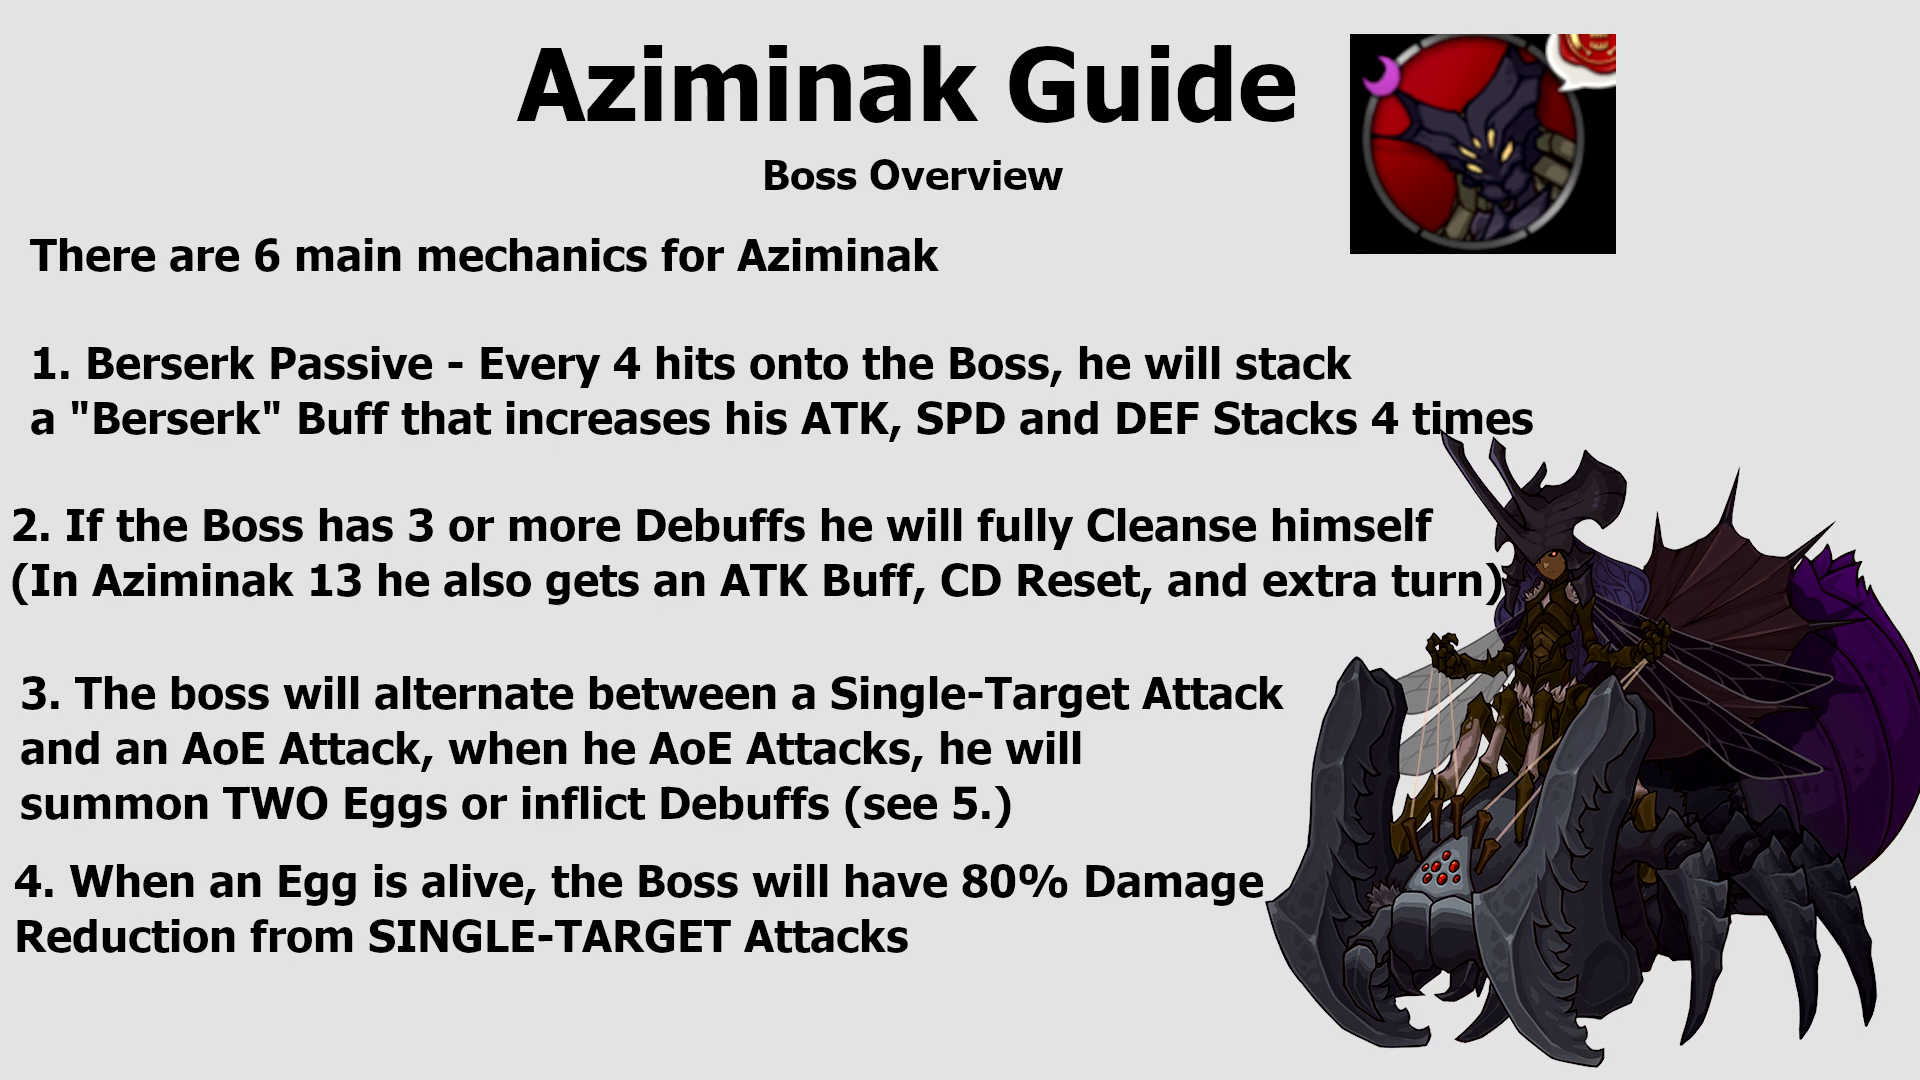 Aziminak Guide
Boss Overview
There are 6 main mechanics for Aziminak
1. Berserk Passive - Every 4 hits onto the Boss, he will stack
a "Berserk" Buff that increases his ATK, SPD and DEF Stacks 4 times
2. If the Boss has 3 or more Debuffs he will fully Cleanse himself
(In Aziminak 13 he also gets an ATK Buff, CD Reset, and extra turn)
3. The boss will alternate between a Single-Target Attack
and an AoE Attack, when he AoE Attacks, he will
summon TWO Eggs or inflict Debuffs (see 5.)
4. When an Egg is alive, the Boss will have 80% Damage
Reduction from SINGLE-TARGET Attacks